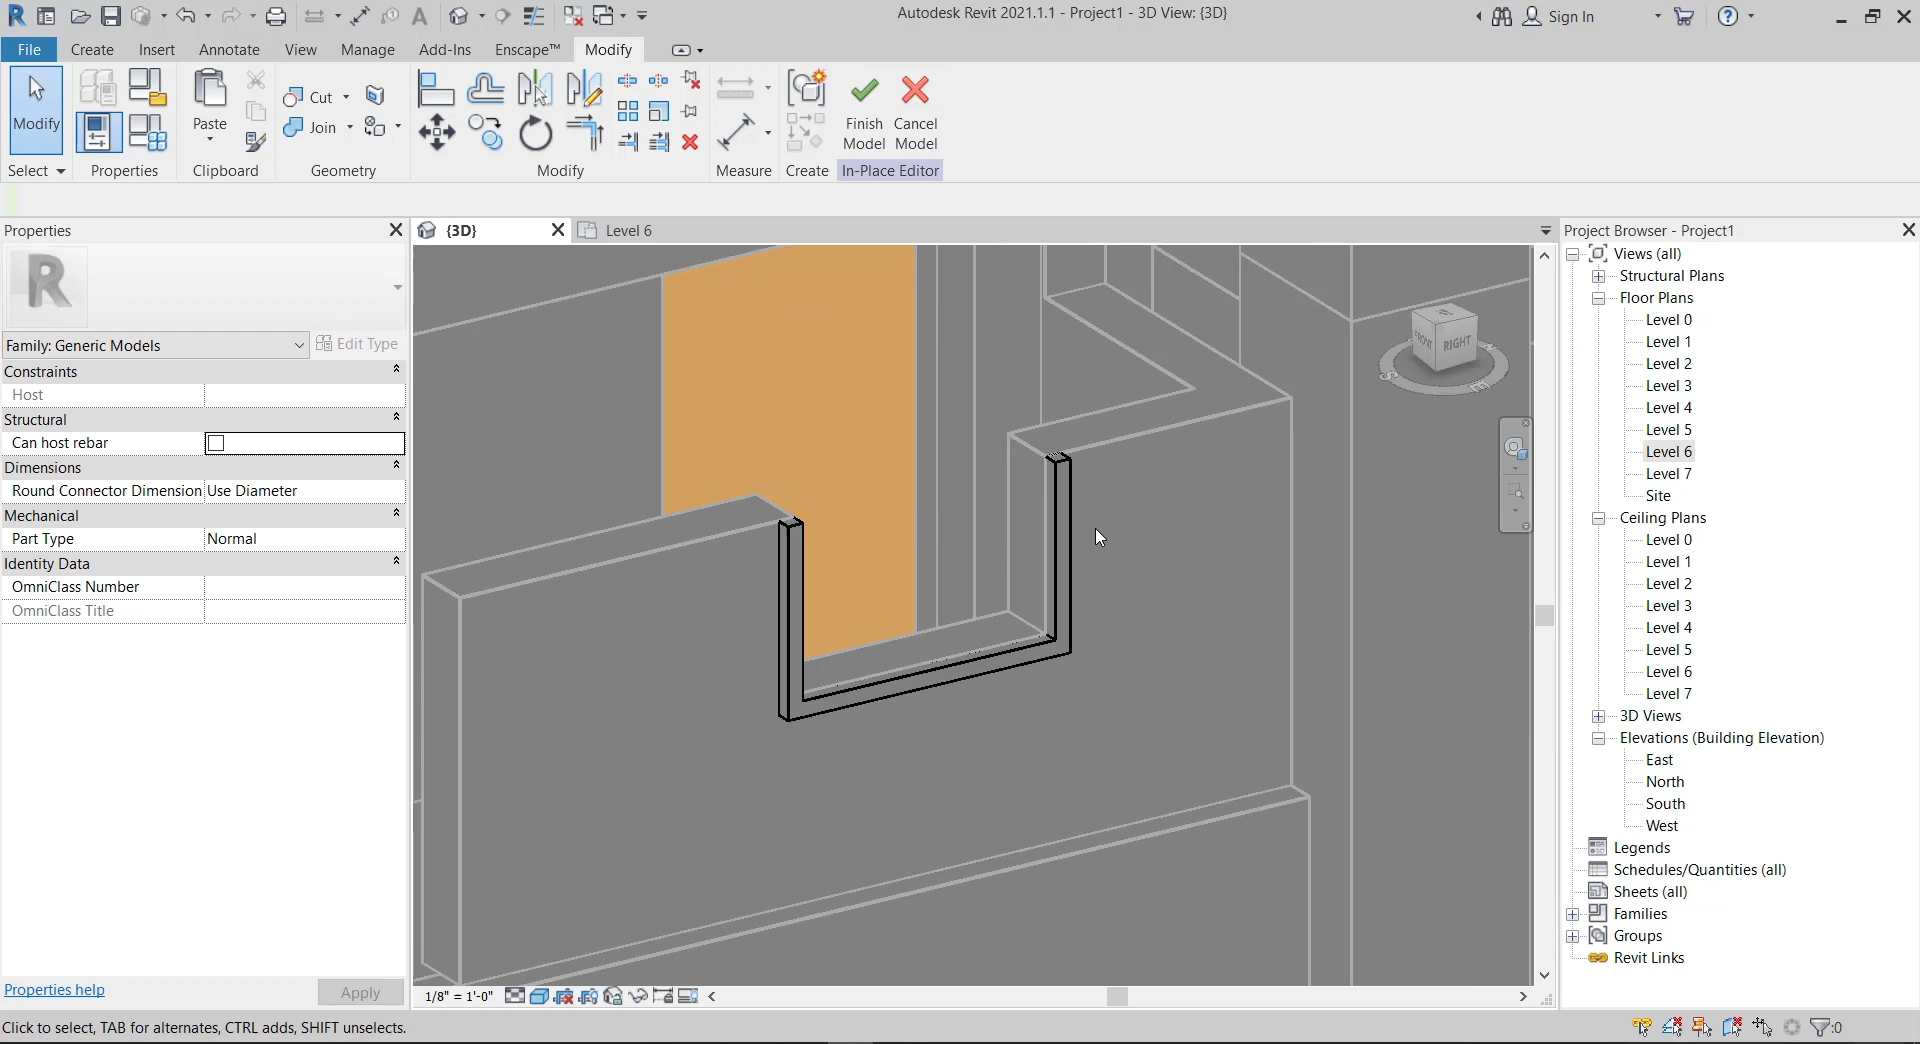 Autodesk Revit 2021.1.1 - Project1 - 3D View: {3D}
Sign In
File
Create
Insert
Annotate
View
Manage
Add-Ins
Enscape™
Modify
Modify
Paste
Cut
Join
Finish Model
Cancel Model
Select
Properties
Clipboard
Geometry
Modify
Measure
Create
In-Place Editor
Properties
{3D}
Level 6
Project Browser - Project1
Family: Generic Models
Edit Type
Constraints
Host
Structural
Can host rebar
Dimensions
Round Connector Dimension Use Diameter
Mechanical
Part Type Normal
Identity Data
OmniClass Number
OmniClass Title
Properties help
Apply
RIGHT
FRONT
Views (all)
Structural Plans
Floor Plans
Level 0
Level 1
Level 2
Level 3
Level 4
Level 5
Level 6
Level 7
Site
Ceiling Plans
Level 0
Level 1
Level 2
Level 3
Level 4
Level 5
Level 6
Level 7
3D Views
Elevations (Building Elevation)
East
North
South
West
Legends
Schedules/Quantities (all)
Sheets (all)
Families
Groups
Revit Links
1/8" = 1'-0"
Click to select, TAB for alternates, CTRL adds, SHIFT unselects.
:0